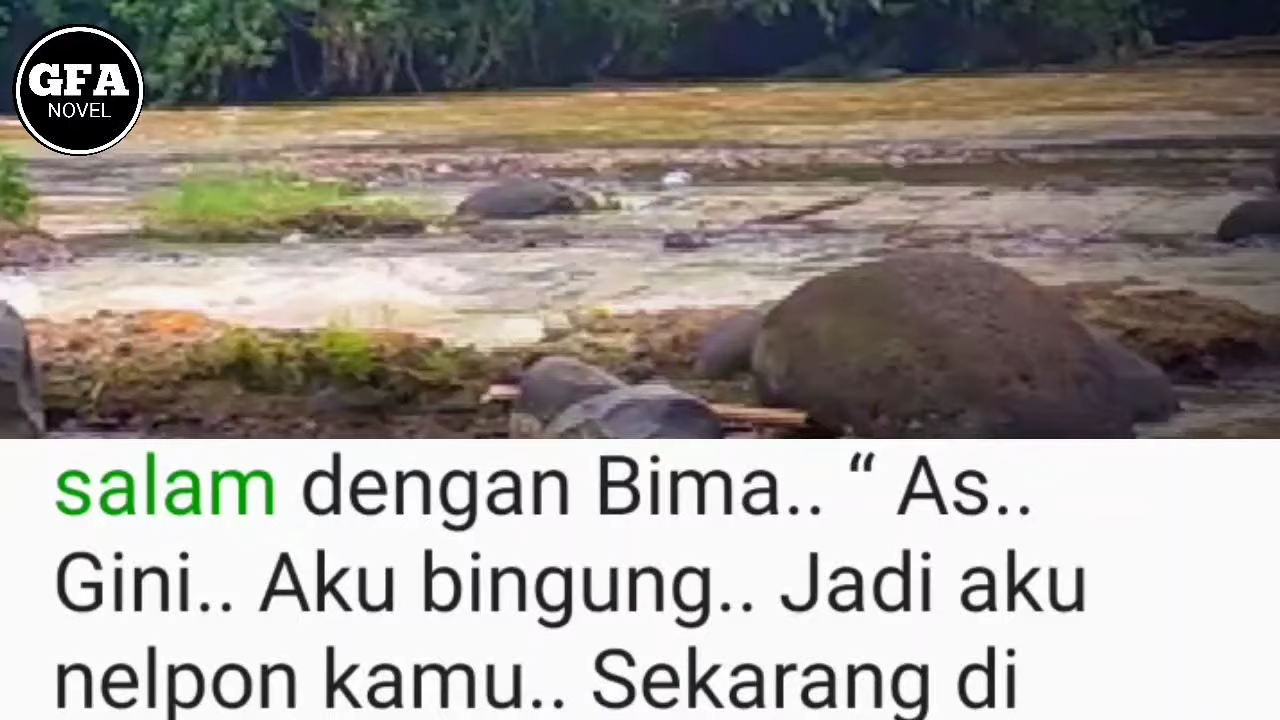 GFA
NOVEL
salam dengan Bima.. “ As..
Gini.. Aku bingung.. Jadi aku
nelpon kamu.. Sekarang di